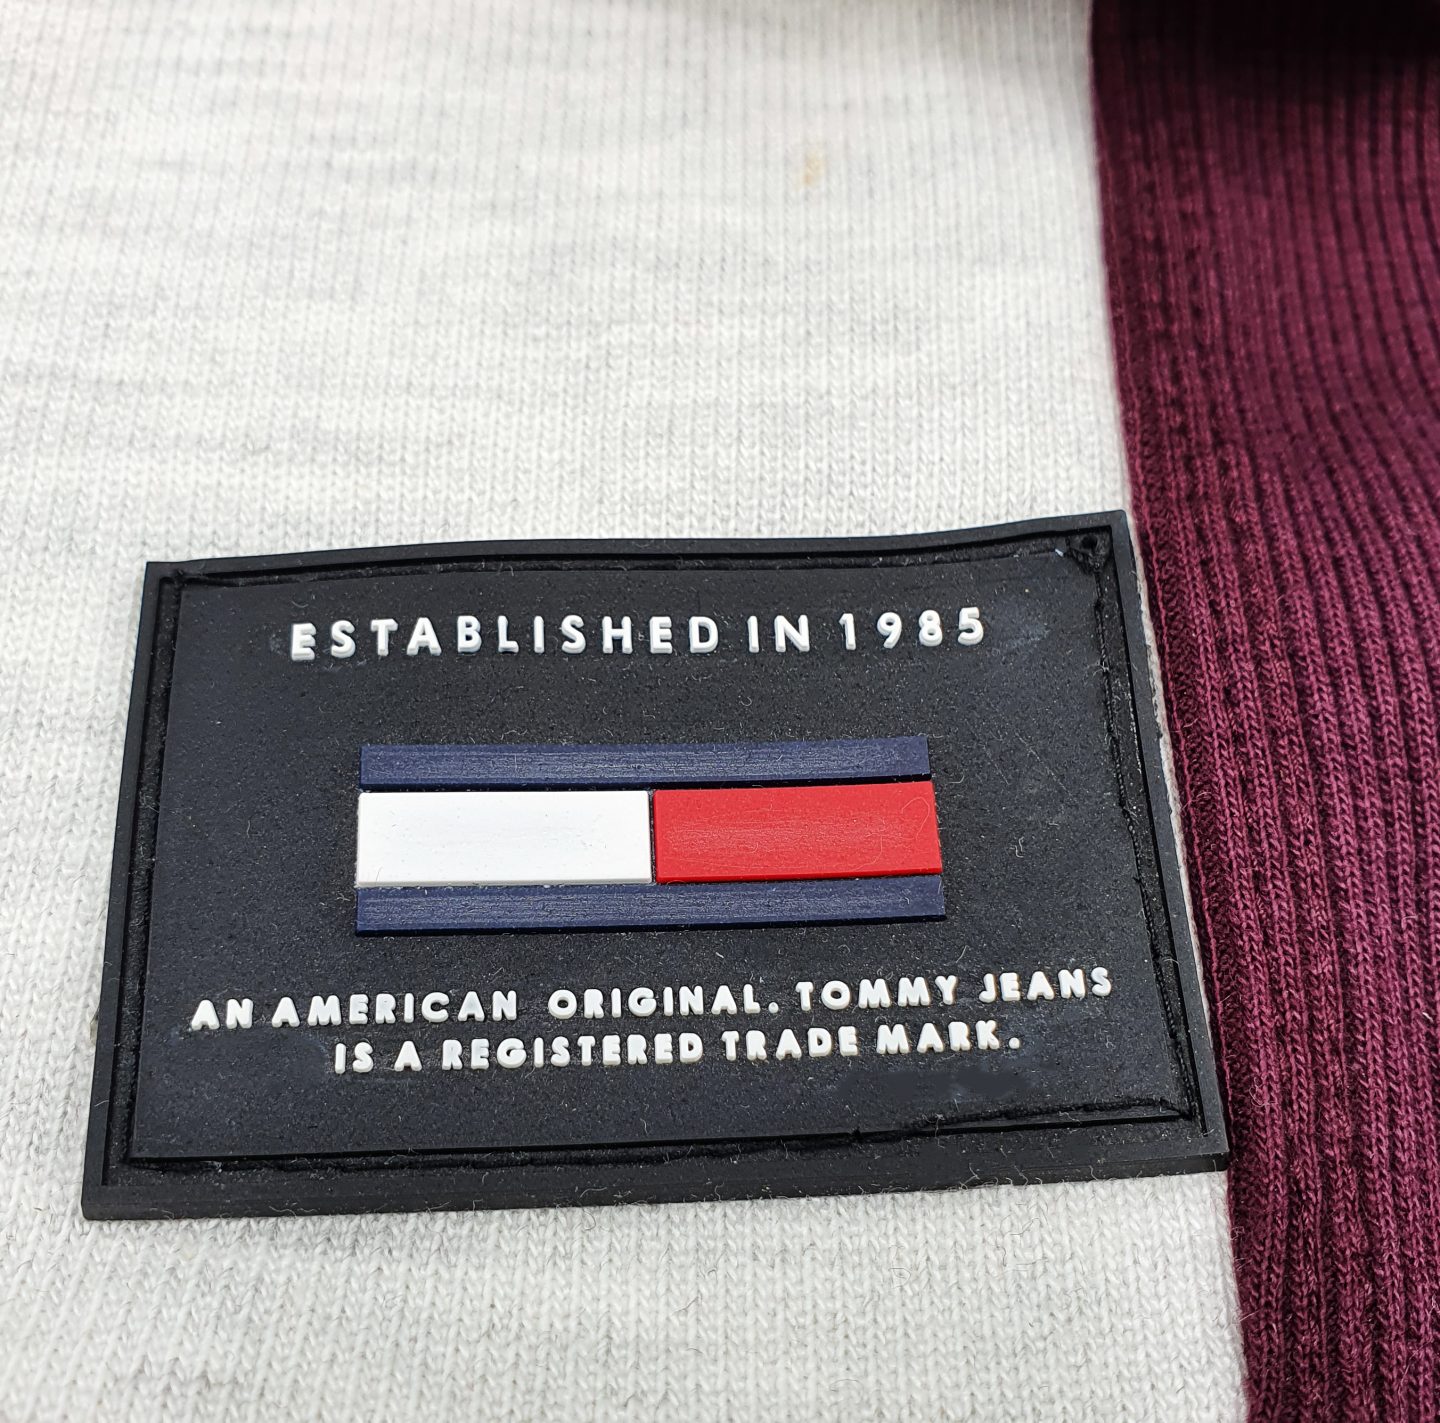 ESTABLISHED IN 1985
AN AMERICAN ORIGINAL. TOMMY JEANS
IS A REGISTERED TRADE MARK.